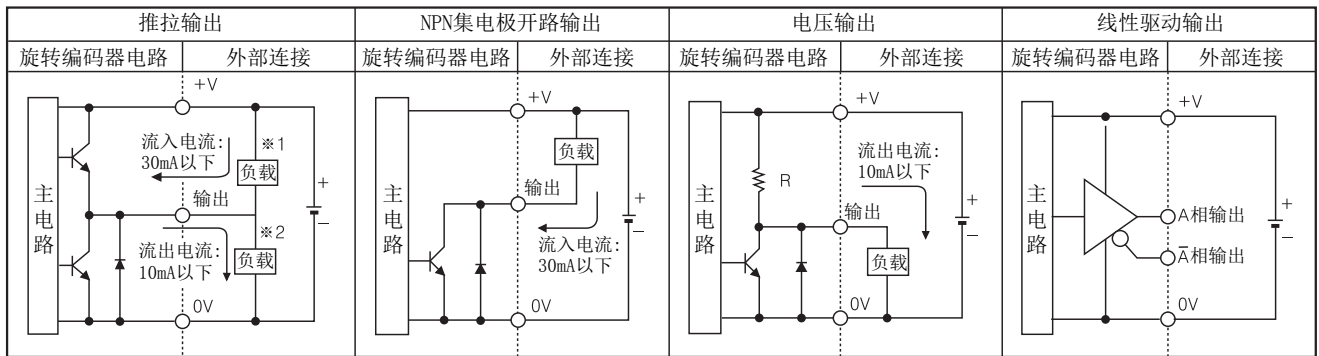 推拉输出
NPN集电极开路输出
电压输出
线性驱动输出
旋转编码器电路
外部连接
旋转编码器电路
外部连接
旋转编码器电路
外部连接
旋转编码器电路
外部连接
主电路
+V
流入电流:
30mA以下
※1
负载
输出
※2
流出电流:
10mA以下
负载
+
−
0V
主电路
+V
负载
输出
流入电流:
30mA以下
+
−
0V
主电路
+V
R
流出电流:
10mA以下
输出
负载
+
−
0V
主电路
+V
A相输出
A̅相输出
+
−
0V